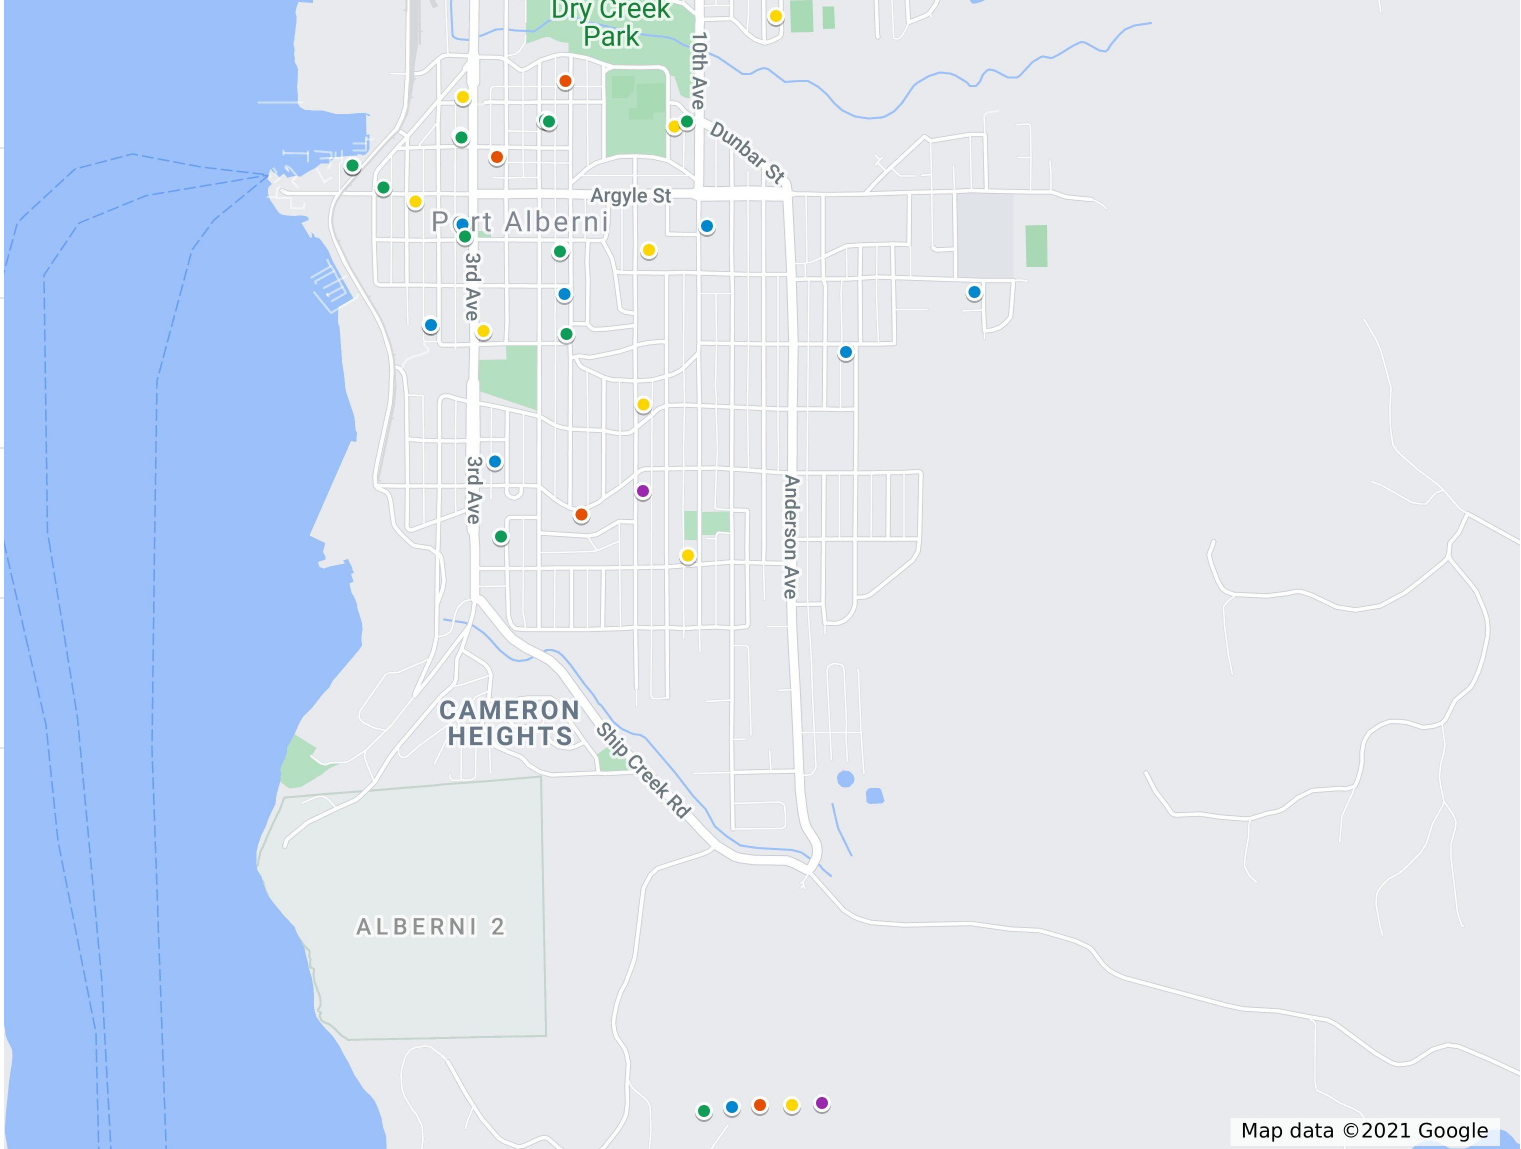 Dry Creek
Park
10th Ave
Dunbar St
Argyle St
Port Alberni
3rd Ave
3rd Ave
Anderson Ave
CAMERON
HEIGHTS
Ship Creek Rd
ALBERNI 2
Map data ©2021 Google